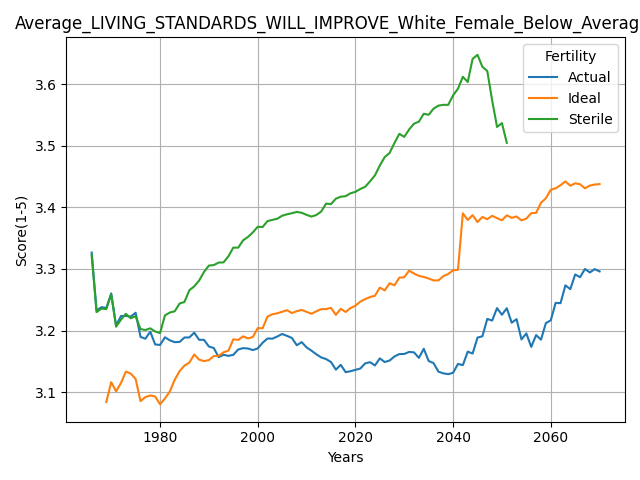 Average_LIVING_STANDARDS_WILL_IMPROVE_White_Female_Below_Averag
Fertility
Actual
Ideal
Sterile
Score(1-5)
3.6
3.5
3.4
3.3
3.2
3.1
1980 2000 2020 2040 2060
Years